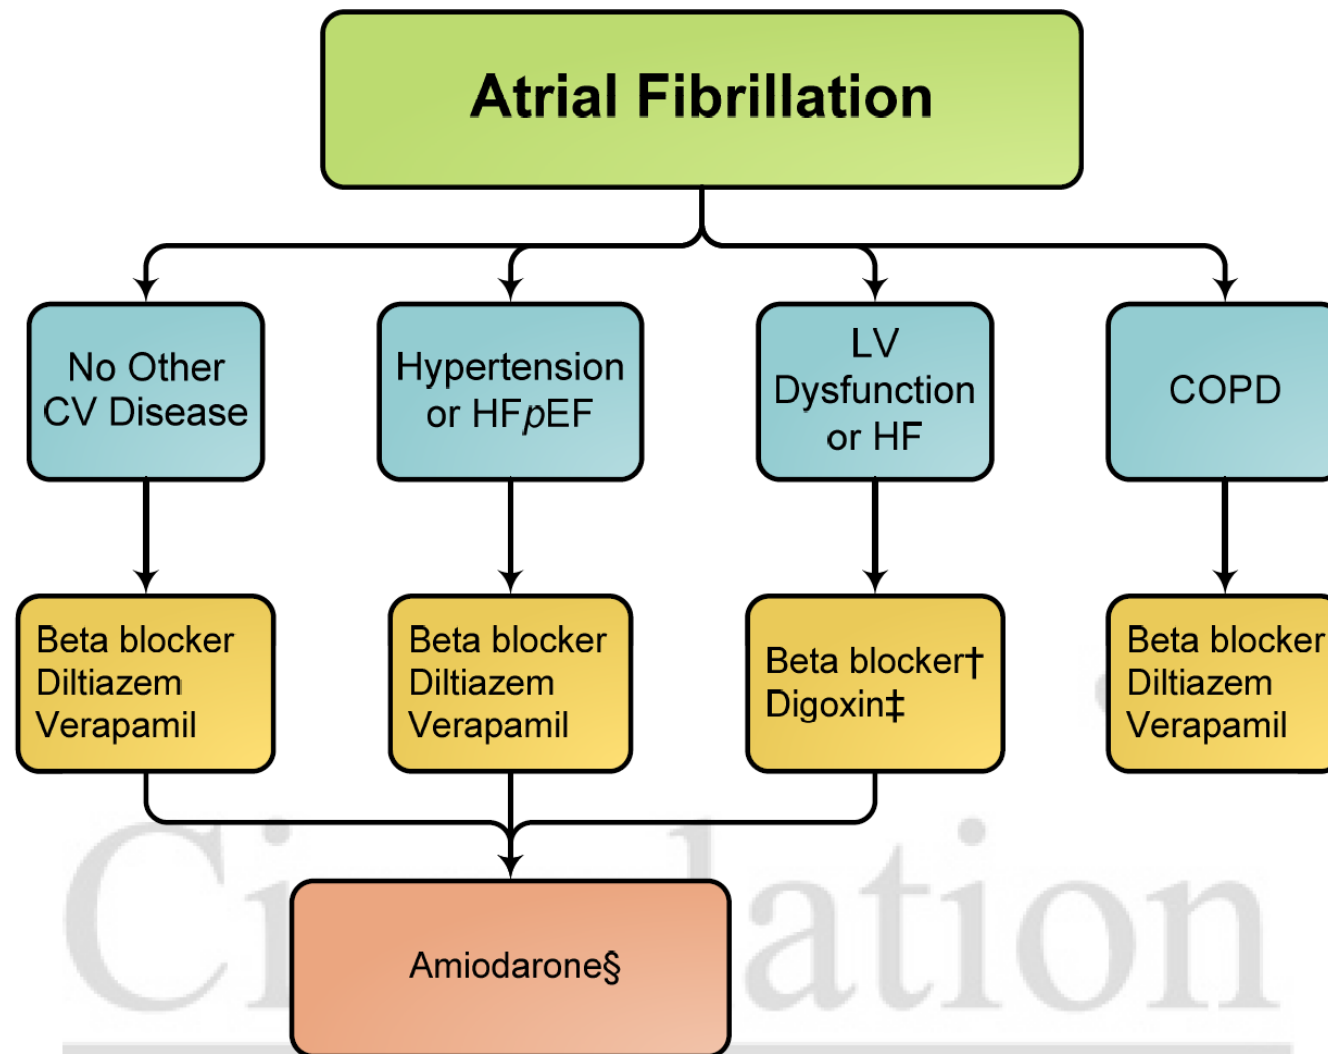 Atrial Fibrillation
No Other
CV Disease
Hypertension
or HFpEF
LV
Dysfunction
or HF
COPD
Beta blocker
Diltiazem
Verapamil
Beta blocker
Diltiazem
Verapamil
Beta blocker†
Digoxin‡
Beta blocker
Diltiazem
Verapamil
Amiodarone§